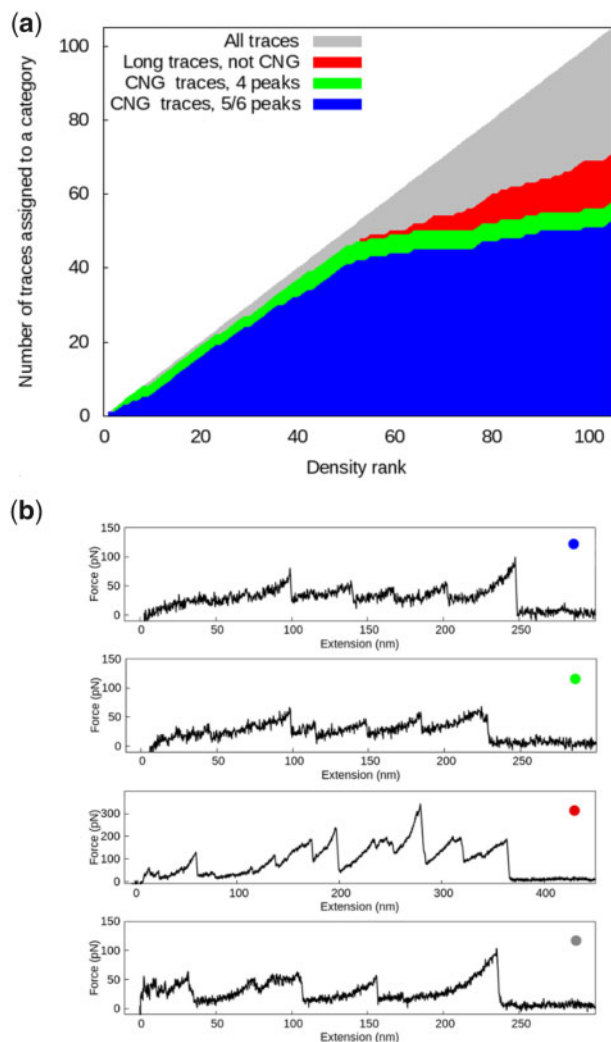 (a)
All traces
Long traces, not CNG
CNG traces, 4 peaks
CNG traces, 5/6 peaks
Number of traces assigned to a category
100
80
60
40
20
0
0 20 40 60 80 100
Density rank
(b)
Force (pN)
150
100
50
0
0 50 100 150 200 250
Extension (nm)
Force (pN)
150
100
50
0
0 50 100 150 200 250
Extension (nm)
Force (pN)
300
200
100
0
0 100 200 300 400
Extension (nm)
Force (pN)
150
100
50
0
0 50 100 150 200 250
Extension (nm)